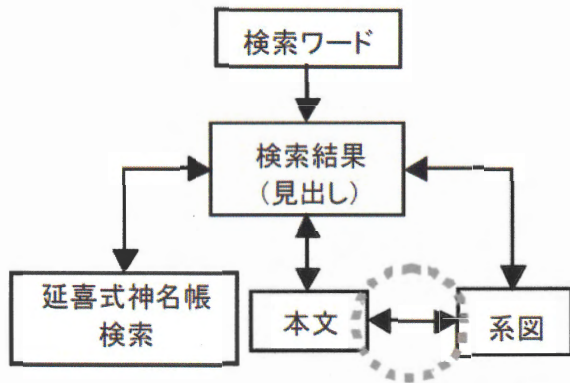 検索ワード
検索結果
(見出し)
延喜式神名帳
検索
本文
系図